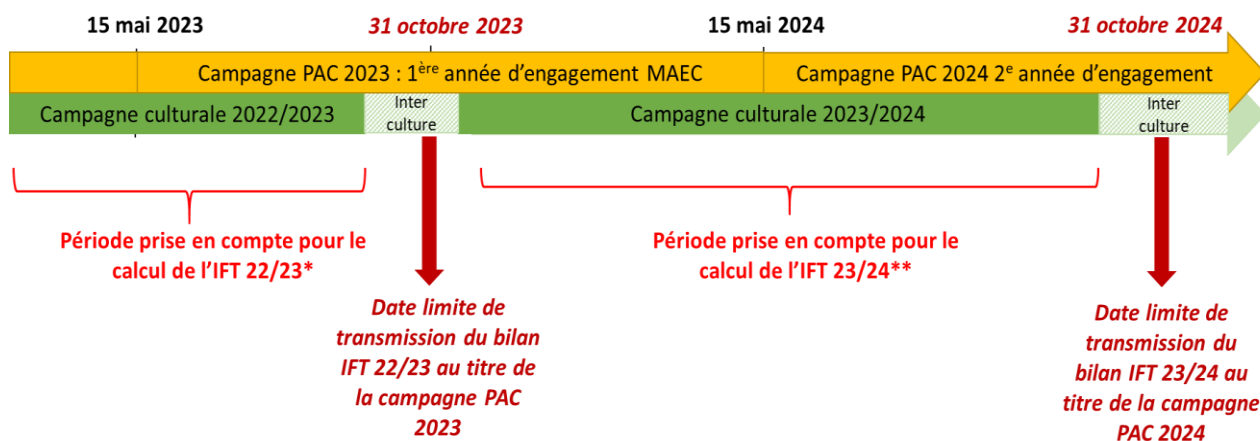 15 mai 2023
31 octobre 2023
15 mai 2024
31 octobre 2024
Campagne PAC 2023 : 1ère année d’engagement MAEC
Campagne PAC 2024 2e année d’engagement
Campagne culturale 2022/2023
Inter
culture
Campagne culturale 2023/2024
Inter
culture
Période prise en compte pour le
calcul de l’IFT 22/23*
Période prise en compte pour le
calcul de l’IFT 23/24**
Date limite de
transmission du bilan
IFT 22/23 au titre de
la campagne PAC
2023
Date limite de
transmission du
bilan IFT 23/24 au
titre de la campagne
PAC 2024